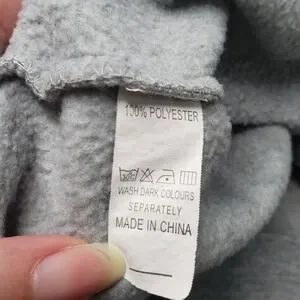 100% POLYESTER
WASH DARK COLOURS
SEPARATELY
MADE IN CHINA